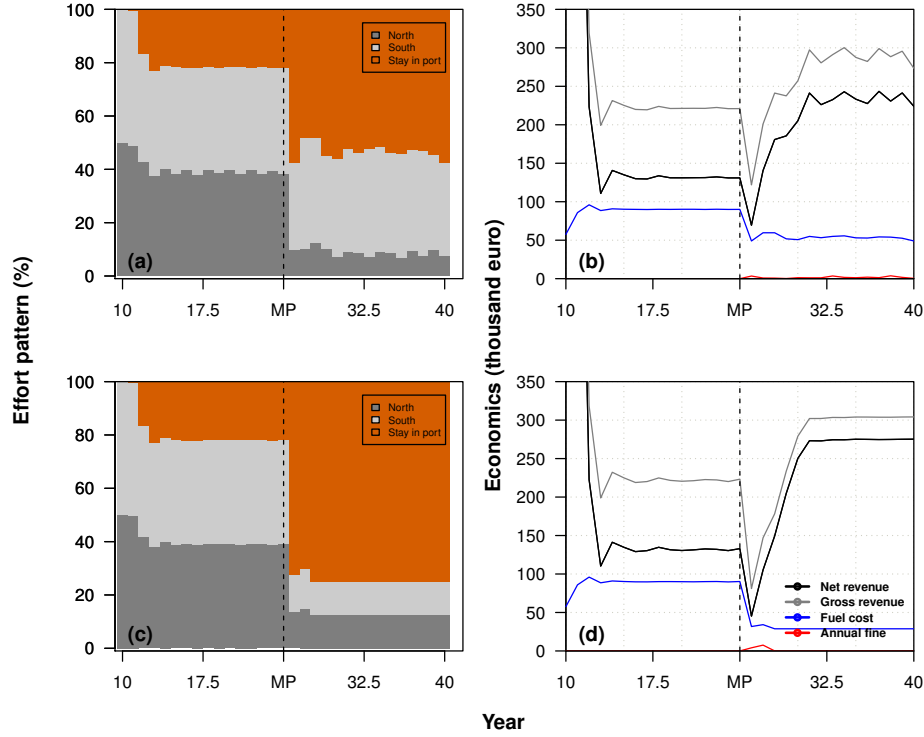 100
80
60
40
20
0
North
South
Stay in port
(a)
10
17.5
MP
32.5
40
350
300
250
200
150
100
50
0
(b)
10
17.5
MP
32.5
40
Effort pattern (%)
Economics (thousand euro)
100
80
60
40
20
0
North
South
Stay in port
(c)
10
17.5
MP
32.5
40
350
300
250
200
150
100
50
0
Net revenue
Gross revenue
Fuel cost
Annual fine
(d)
10
17.5
MP
32.5
40
Year